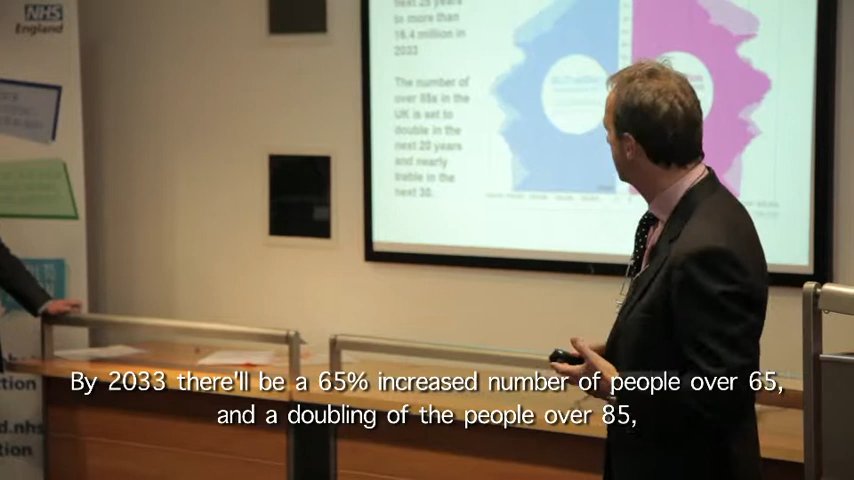 NHS
England
next 25 years
to more than
16.4 million in
2033
The number of
over 85s in the
UK is set to
double in the
next 20 years
and nearly
treble in the
next 30.
By 2033 there'll be a 65% increased number of people over 65,
and a doubling of the people over 85,
d.nhs